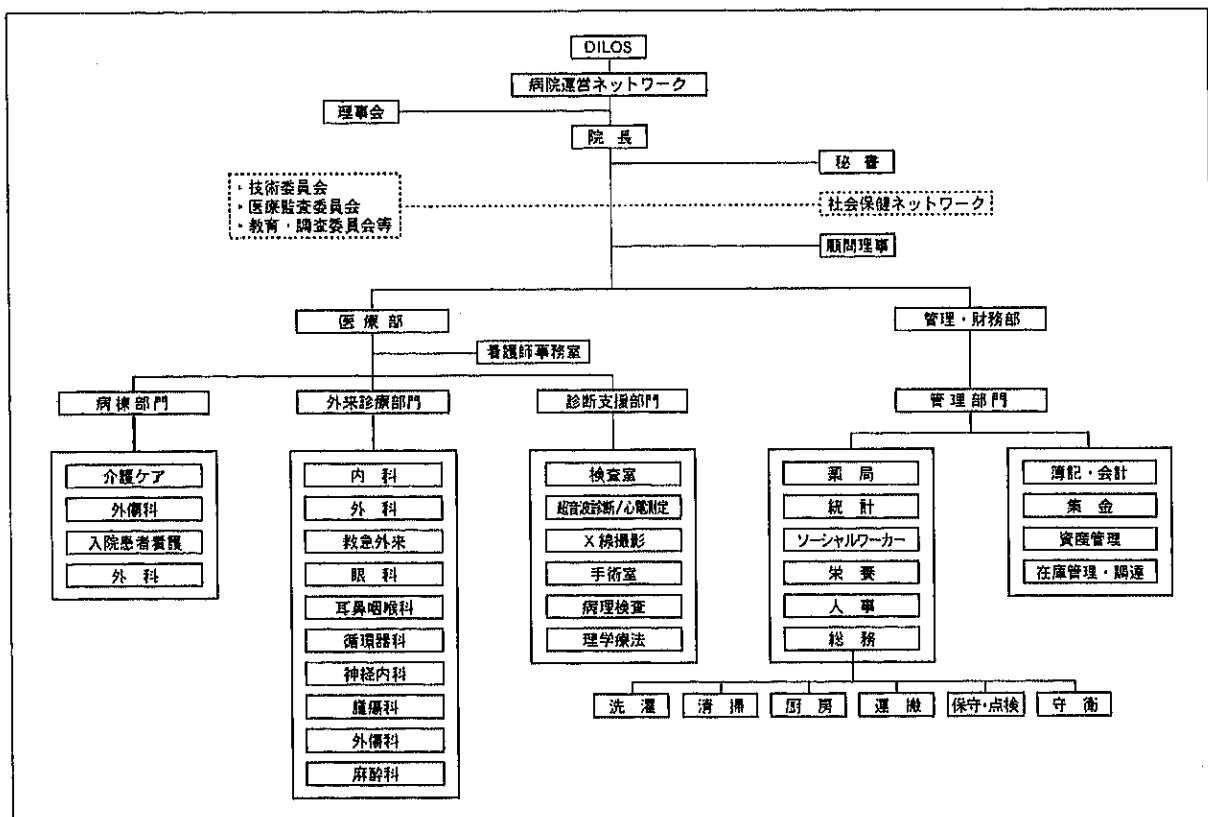 DILOS
病院運営ネットワーク
理事会
院 長
秘 書
・技術委員会
・医療監査委員会
・教育・調査委員会等
社会保健ネットワーク
顧問理事
医 療 部
管理・財務部
看護師事務室
病棟部門
外来診療部門
診断支援部門
管理部門
介護ケア
外傷科
入院患者看護
外 科
内 科
外 科
救急外来
眼 科
耳鼻咽喉科
循環器科
神経内科
腫瘍科
外傷科
麻酔科
検査室
超音波診断/心電測定
X線撮影
手術室
病理検査
理学療法
薬 局
統 計
ソーシャルワーカー
栄 養
人 事
総 務
簿記・会計
集 金
資産管理
在庫管理・調達
洗 濯
清 掃
厨 房
運 搬
保守・点検
守 衛